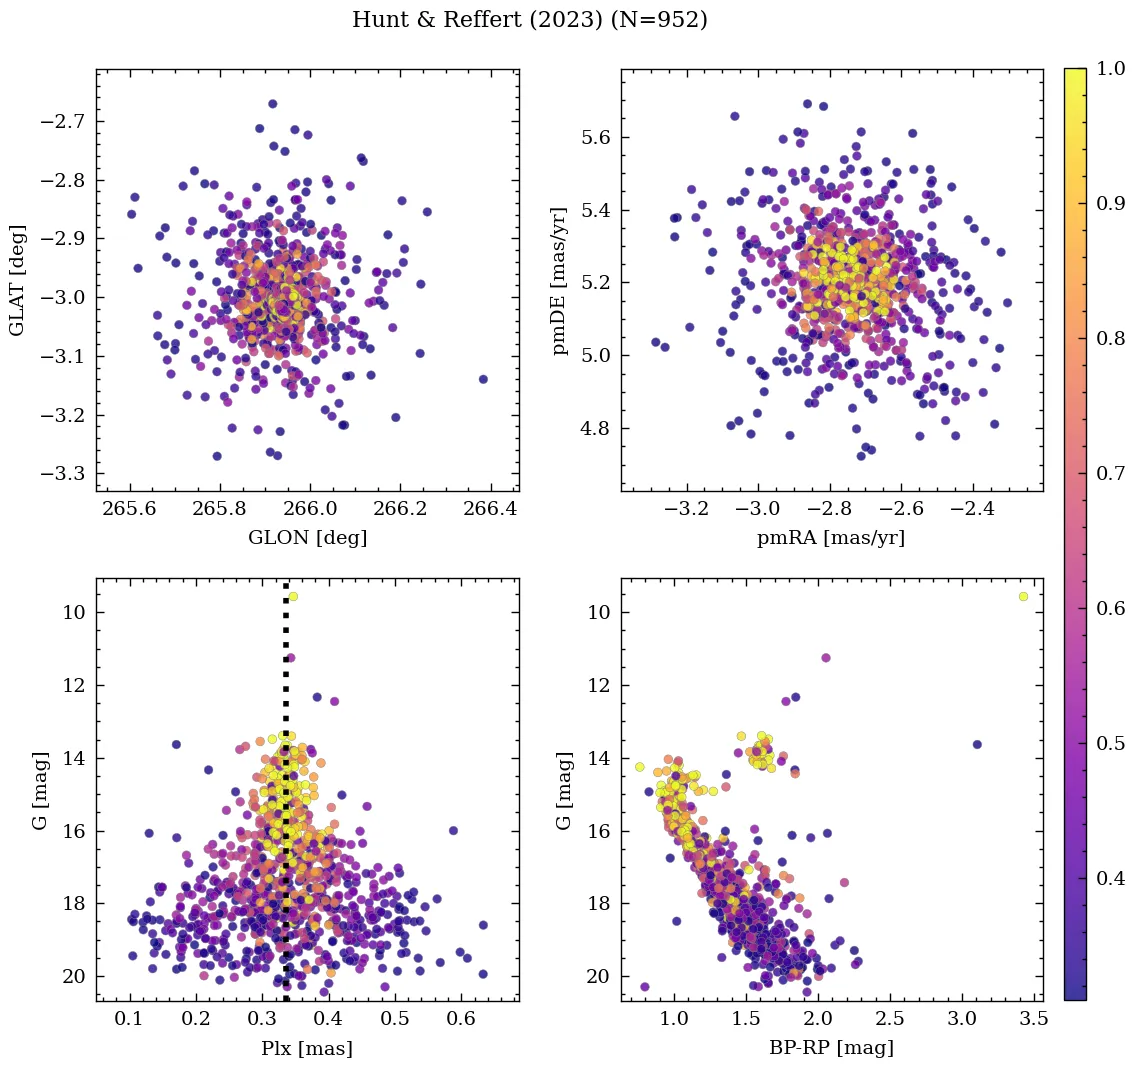 Hunt & Reffert (2023) (N=952)
−2.7
−2.8
−2.9
−3.0
−3.1
−3.2
−3.3
GLAT [deg]
265.6 265.8 266.0 266.2 266.4
GLON [deg]
5.6
5.4
5.2
5.0
4.8
pmDE [mas/yr]
−3.2 −3.0 −2.8 −2.6 −2.4
pmRA [mas/yr]
1.0
0.9
0.8
0.7
0.6
0.5
0.4
10
12
14
16
18
20
G [mag]
0.1 0.2 0.3 0.4 0.5 0.6
Plx [mas]
10
12
14
16
18
20
G [mag]
1.0 1.5 2.0 2.5 3.0 3.5
BP-RP [mag]